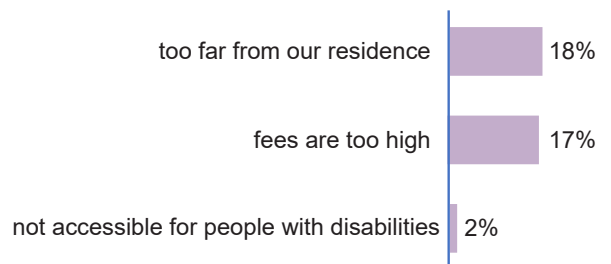 too far from our residence 18%
fees are too high 17%
not accessible for people with disabilities 2%